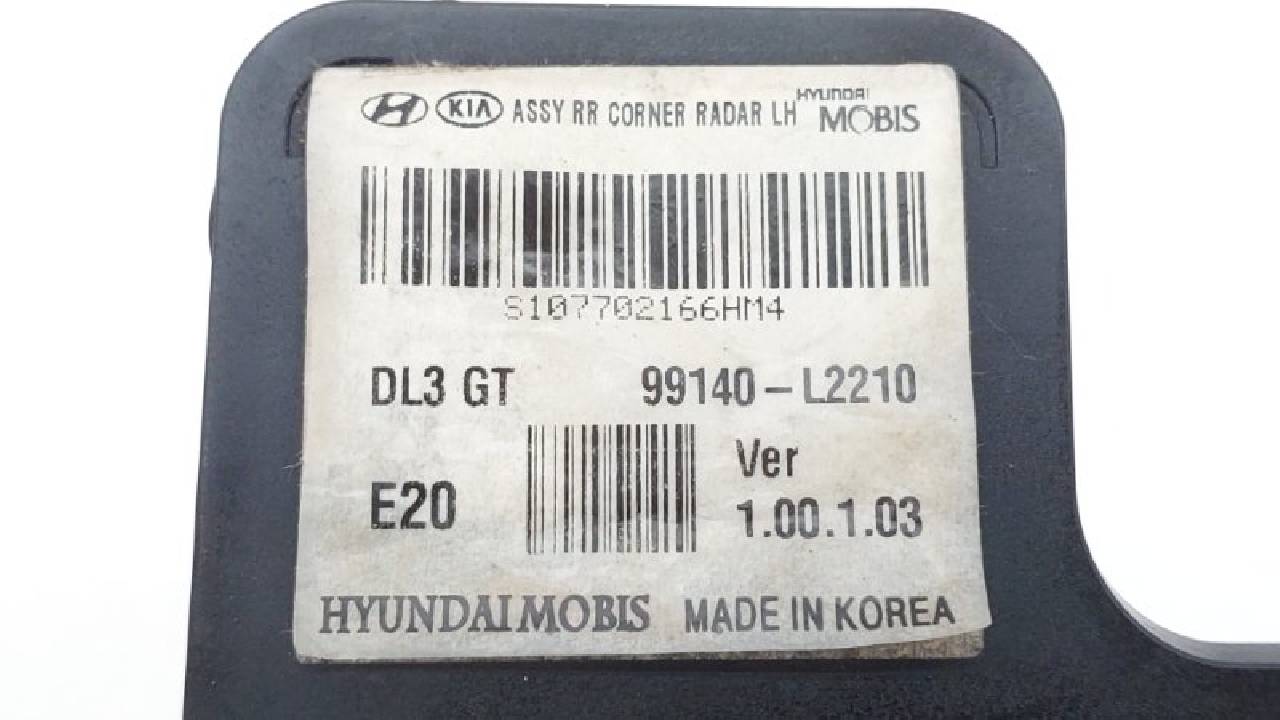 KIA ASSY RR CORNER RADAR LH HYUNDAI MOBIS
S107702166HM4
DL3 GT 99140-L2210
E20 Ver 1.00.1.03
HYUNDAI MOBIS MADE IN KOREA